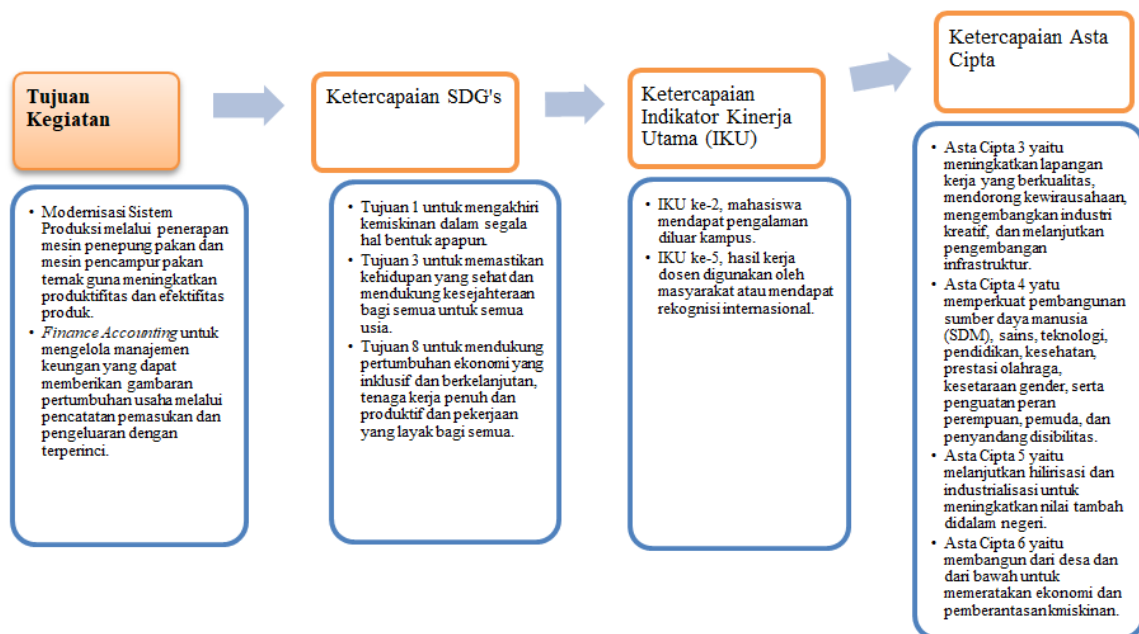 Tujuan
Kegiatan
• Modernisasi Sistem
Produksi melalui penerapan
mesin penepung pakan dan
mesin pencampur pakan
ternak guna meningkatkan
produktifitas dan efektifitas
produk.
• Finance Accounting untuk
mengelola manajemen
keungan yang dapat
memberikan gambaran
pertumbuhan usaha melalui
pencatatan pemasukan dan
pengeluaran dengan
terperinci.
Ketercapaian SDG's
• Tujuan 1 untuk mengakhiri
kemiskinan dalam segala
hal bentuk apapun.
• Tujuan 3 untuk memastikan
kehidupan yang sehat dan
mendukung kesejahteraan
bagi semua untuk semua
usia.
• Tujuan 8 untuk mendukung
pertumbuhan ekonomi yang
inklusif dan berkelanjutan,
tenaga kerja penuh dan
produktif dan pekerjaan
yang layak bagi semua.
Ketercapaian
Indikator Kinerja
Utama (IKU)
• IKU ke-2, mahasiswa
mendapat pengalaman
diluar kampus.
• IKU ke-5, hasil kerja
dosen digunakan oleh
masyarakat atau mendapat
rekognisi internasional.
Ketercapaian Asta
Cipta
• Asta Cipta 3 yaitu
meningkatkan lapangan
kerja yang berkualitas,
mendorong kewirausahaan,
mengembangkan industri
kreatif, dan melanjutkan
pengembangan
infrastruktur.
• Asta Cipta 4 yatu
memperkuat pembangunan
sumber daya manusia
(SDM), sains, teknologi,
pendidikan, kesehatan,
prestasi olahraga,
kesetaraan gender, serta
penguatan peran
perempuan, pemuda, dan
penyandang disibilitas.
• Asta Cipta 5 yaitu
melanjutkan hilirisasi dan
industrialisasi untuk
meningkatkan nilai tambah
didalam negeri.
• Asta Cipta 6 yaitu
membangun dari desa dan
dari bawah untuk
memeratakan ekonomi dan
pemberantasan kmiskinan.